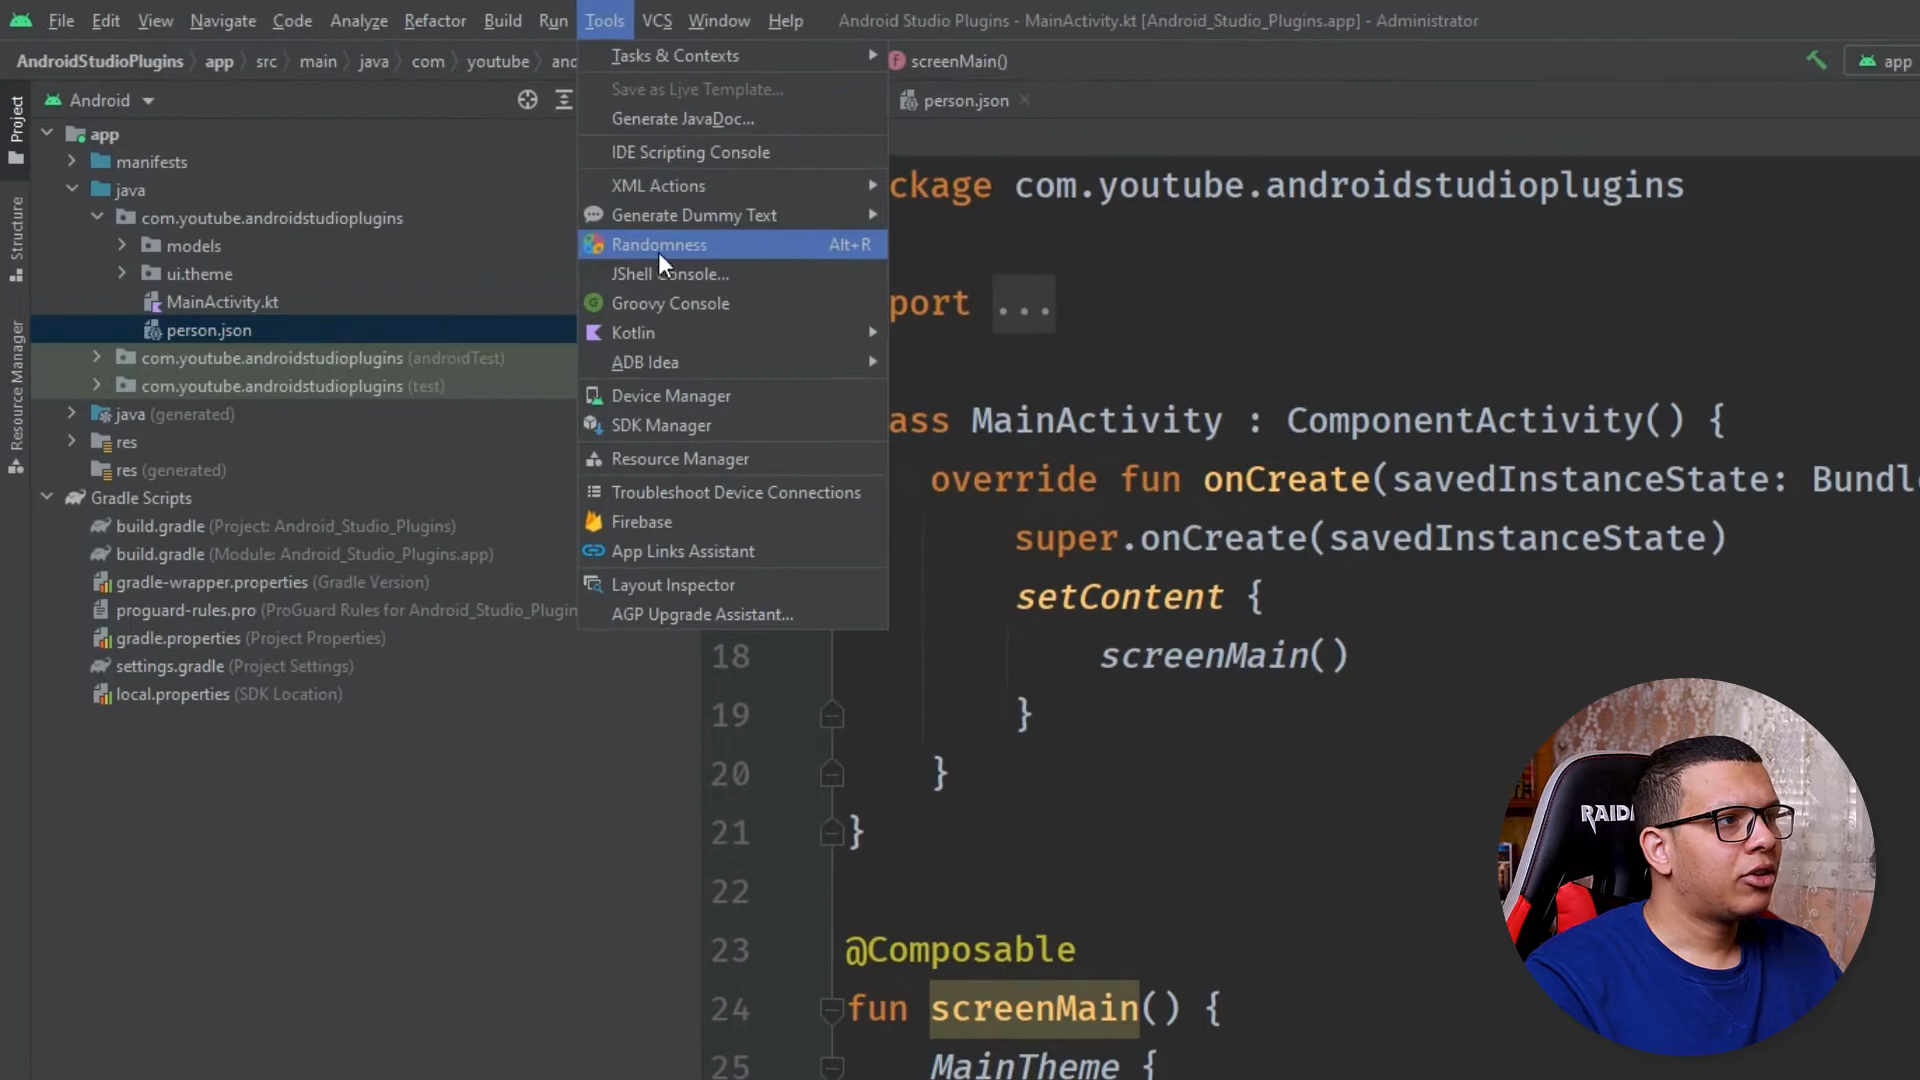 File Edit View Navigate Code Analyze Refactor Build Run Tools VCS Window Help Android Studio Plugins - MainActivity.kt [Android_Studio_Plugins.app] - Administrator
AndroidStudioPlugins app src main java com youtube screenMain() app
Android person.json
Project
Structure
Resource Manager
app
manifests
java
com.youtube.androidstudioplugins
models
ui.theme
MainActivity.kt
person.json
com.youtube.androidstudioplugins (androidTest)
com.youtube.androidstudioplugins (test)
java (generated)
res
res (generated)
Gradle Scripts
build.gradle (Project: Android_Studio_Plugins)
build.gradle (Module: Android_Studio_Plugins.app)
gradle-wrapper.properties (Gradle Version)
proguard-rules.pro (ProGuard Rules for Android_Studio_Plugin
gradle.properties (Project Properties)
settings.gradle (Project Settings)
local.properties (SDK Location)
Tasks & Contexts
Save as Live Template...
Generate JavaDoc...
IDE Scripting Console
XML Actions
Generate Dummy Text
Randomness Alt+R
JShell Console...
Groovy Console
Kotlin
ADB Idea
Device Manager
SDK Manager
Resource Manager
Troubleshoot Device Connections
Firebase
App Links Assistant
Layout Inspector
AGP Upgrade Assistant...
ckage com.youtube.androidstudioplugins
port ...
ass MainActivity : ComponentActivity() {
override fun onCreate(savedInstanceState: Bundl
super.onCreate(savedInstanceState)
setContent {
18 screenMain()
19 }
20 }
21 }
22
23 @Composable
24 fun screenMain() {
25 MainTheme {